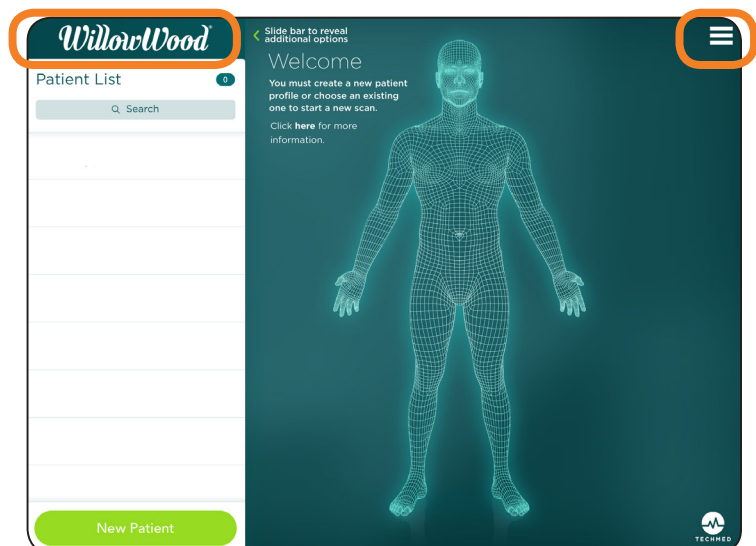 WillowWood
Patient List 0
Search
New Patient
Slide bar to reveal
additional options
Welcome
You must create a new patient
profile or choose an existing
one to start a new scan.
Click here for more
information.
TECHMED